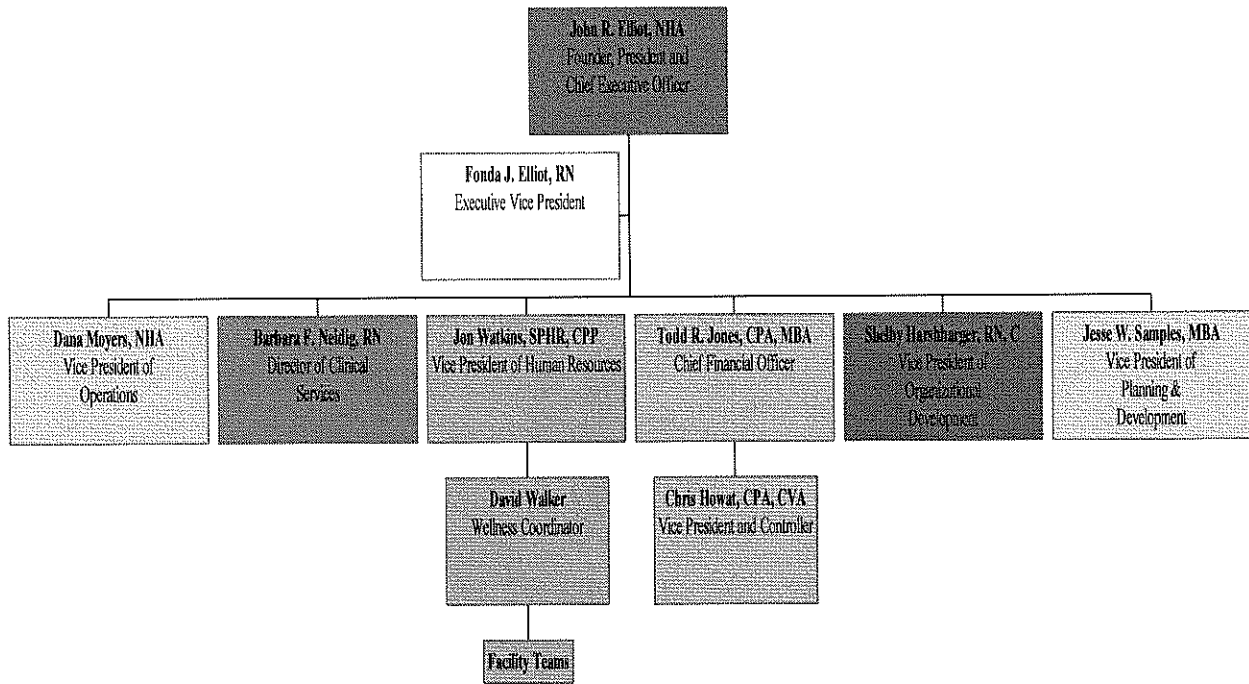 John R. Elliot, NHA
Founder, President and
Chief Executive Officer
Fonda J. Elliot, RN
Executive Vice President
Dana Moyers, NHA
Vice President of
Operations
Barbara F. Neidig, RN
Director of Clinical
Services
Jon Watkins, SPHR, CPP
Vice President of Human Resources
Todd R. Jones, CPA, MBA
Chief Financial Officer
Shelby Harshbarger, RN, C
Vice President of
Organizational
Development
Jesse W. Samples, MBA
Vice President of
Planning &
Development
David Walker
Wellness Coordinator
Chris Howat, CPA, CVA
Vice President and Controller
Facility Teams